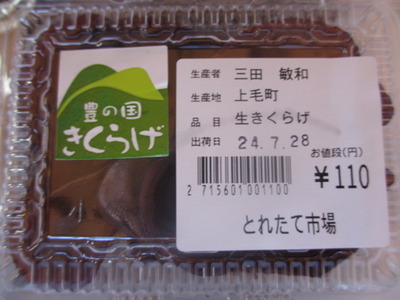 豊の国
きくらげ
生産者 三田 敏和
生産地 上毛町
品目 生きくらげ
出荷日 24.7.28
お値段(円)
¥110
2 715601 001100
とれたて市場